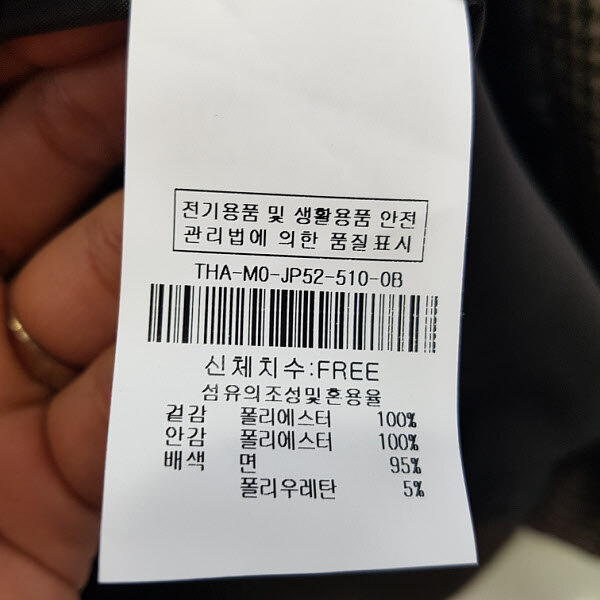 전기용품 및 생활용품 안전
관리법에 의한 품질표시
THA-MO-JP52-510-0B
신체치수:FREE
섬유의조성및혼용율
겉감 폴리에스터 100%
안감 폴리에스터 100%
배색 면 95%
폴리우레탄 5%